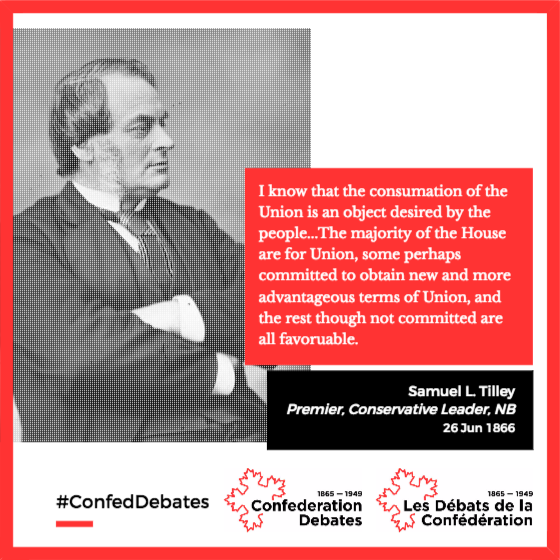 I know that the consumation of the
Union is an object desired by the
people...The majority of the House
are for Union, some perhaps
committed to obtain new and more
advantageous terms of Union, and
the rest though not committed are
all favoruable.
Samuel L. Tilley
Premier, Conservative Leader, NB
26 Jun 1866
#ConfedDebates
1865 — 1949
Confederation
Debates
1865 — 1949
Les Débats de la
Confédération